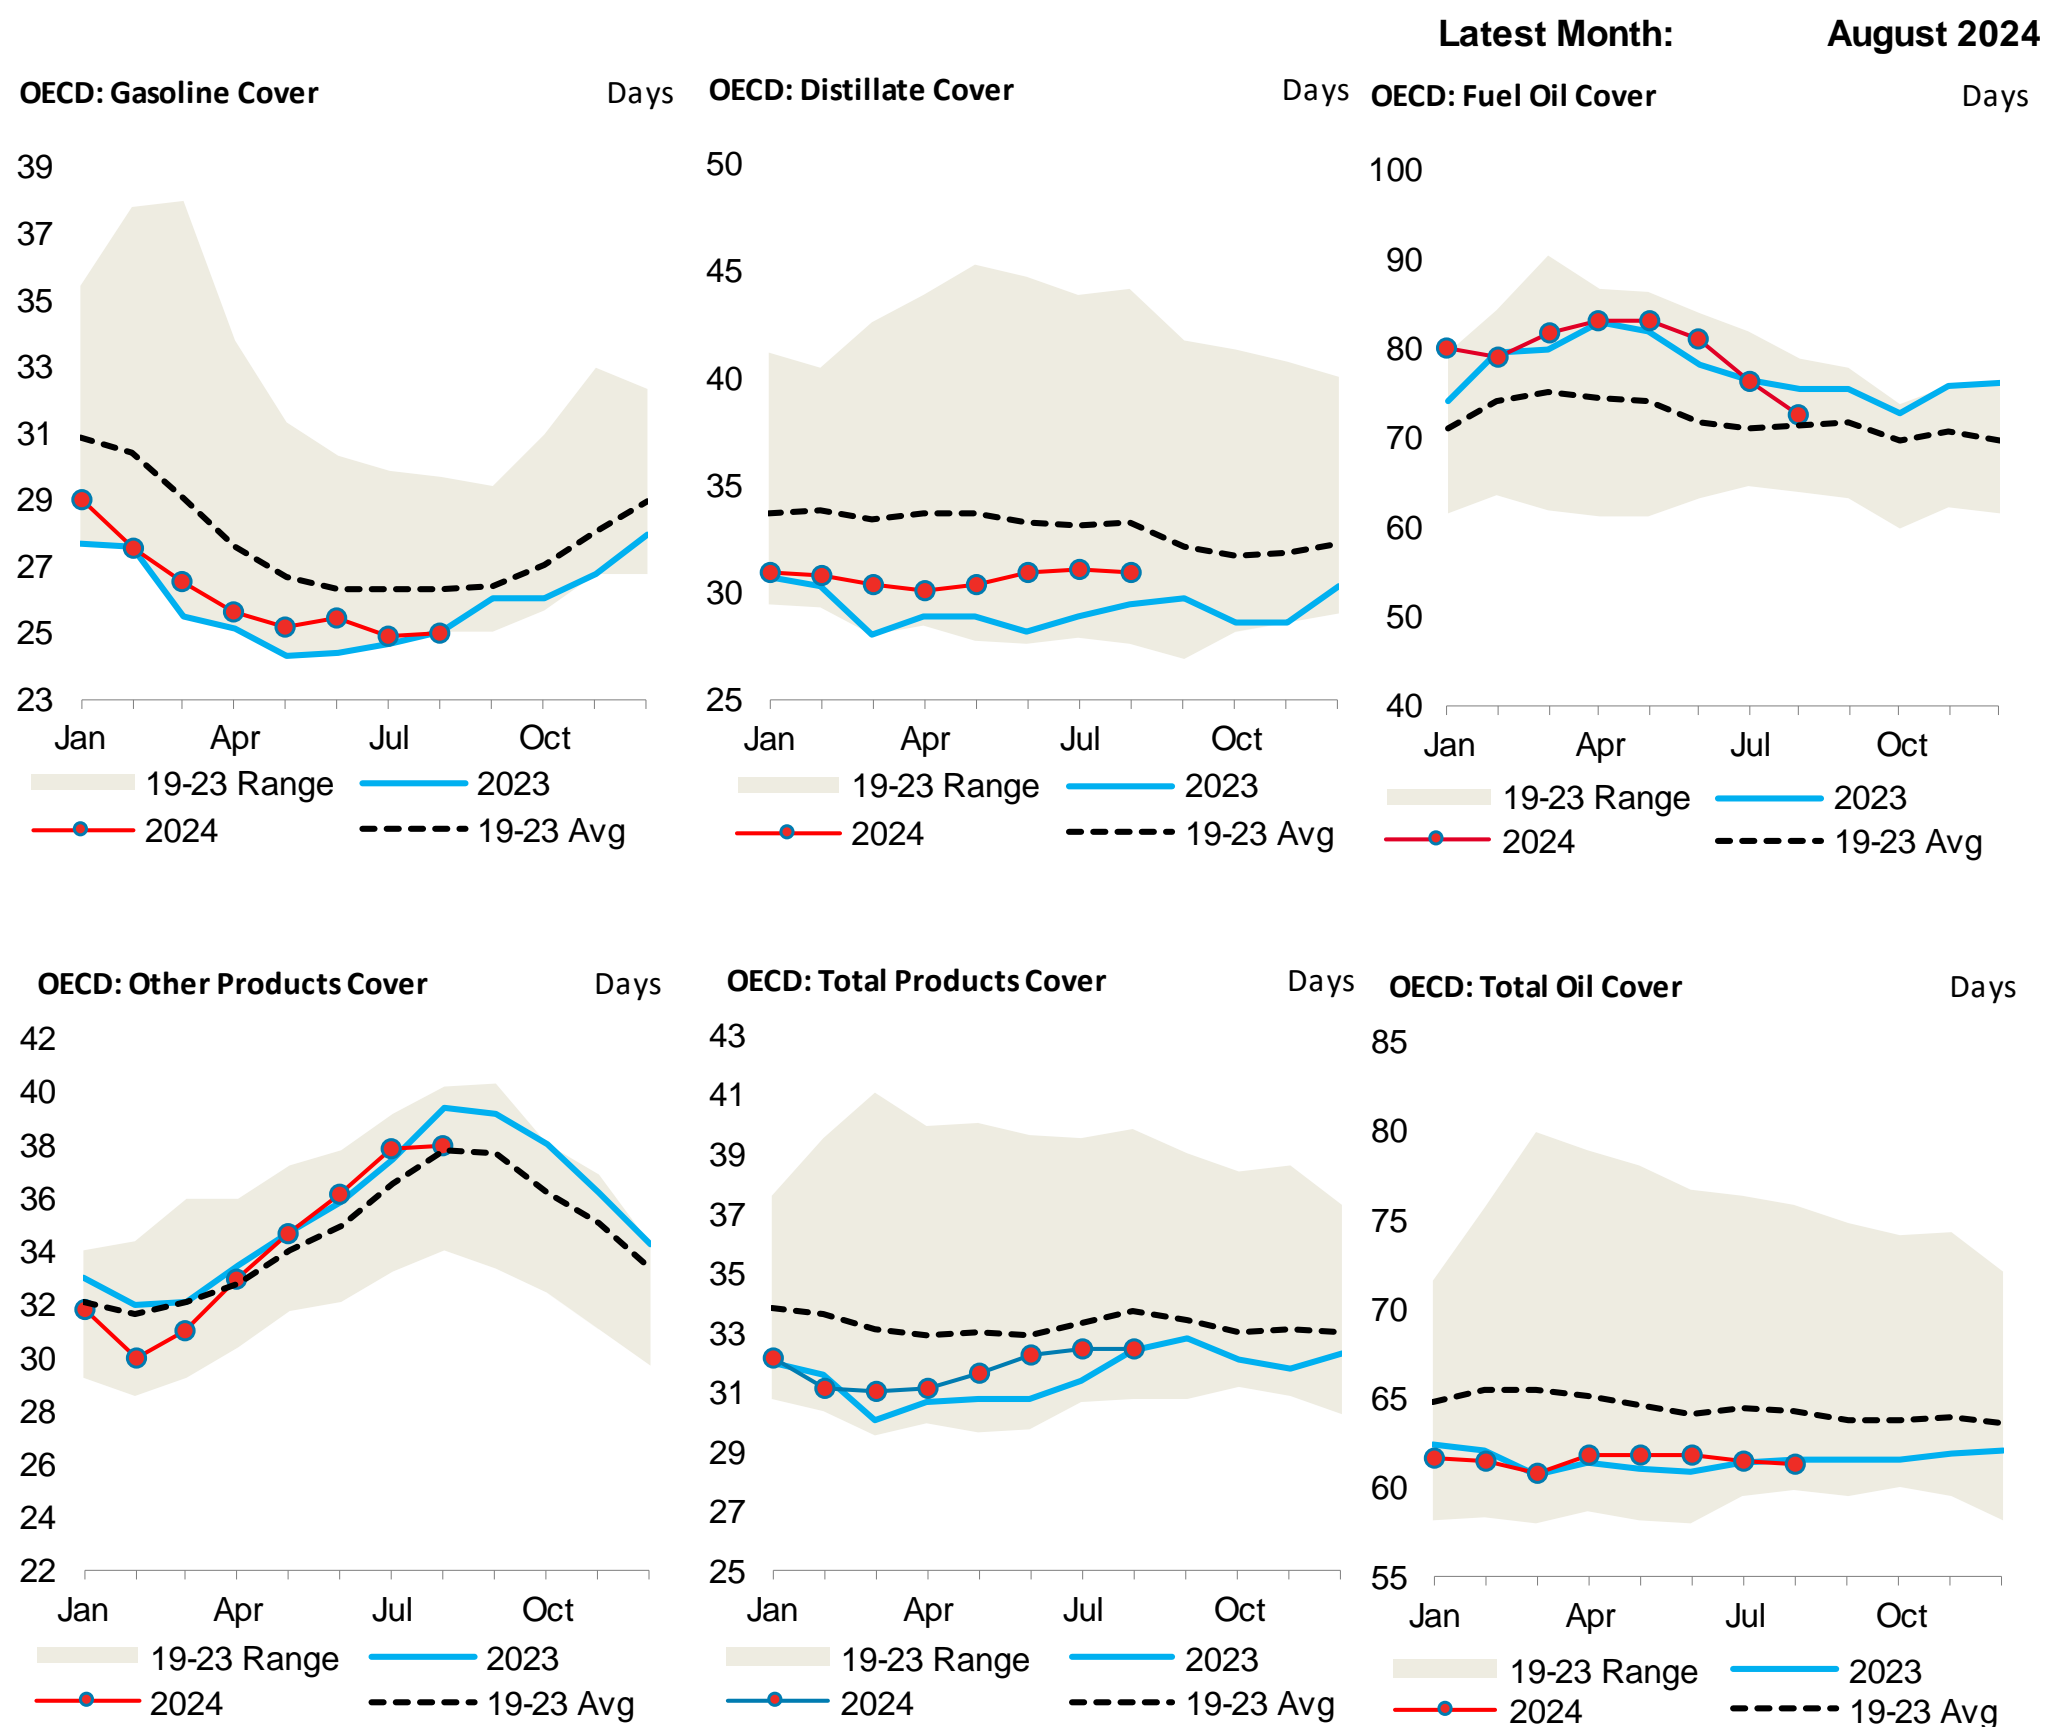 Latest Month: August 2024
OECD: Gasoline Cover Days
39
37
35
33
31
29
27
25
23
Jan Apr Jul Oct
19-23 Range 2023
2024 19-23 Avg
OECD: Distillate Cover Days
50
45
40
35
30
25
Jan Apr Jul Oct
19-23 Range 2023
2024 19-23 Avg
OECD: Fuel Oil Cover Days
100
90
80
70
60
50
40
Jan Apr Jul Oct
19-23 Range 2023
2024 19-23 Avg
OECD: Other Products Cover Days
42
40
38
36
34
32
30
28
26
24
22
Jan Apr Jul Oct
19-23 Range 2023
2024 19-23 Avg
OECD: Total Products Cover Days
43
41
39
37
35
33
31
29
27
25
Jan Apr Jul Oct
19-23 Range 2023
2024 19-23 Avg
OECD: Total Oil Cover Days
85
80
75
70
65
60
55
Jan Apr Jul Oct
19-23 Range 2023
2024 19-23 Avg